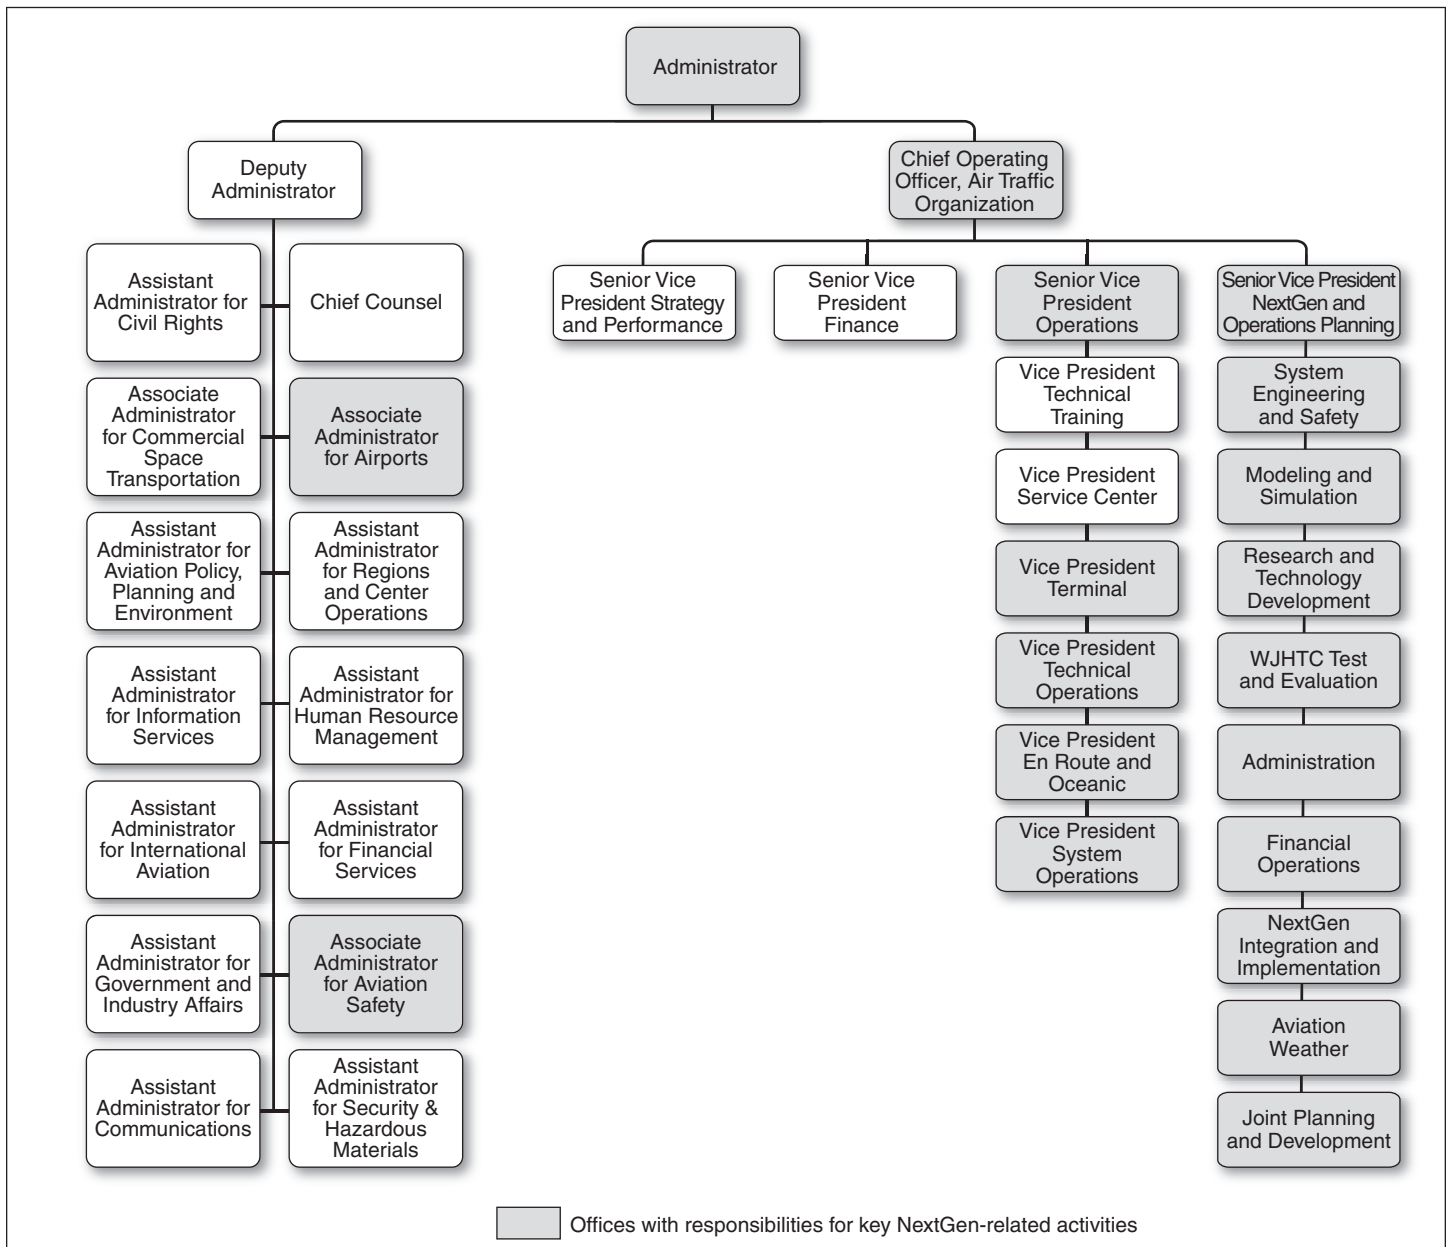 Administrator
Deputy
Administrator
Chief Operating
Officer, Air Traffic
Organization
Assistant
Administrator for
Civil Rights
Chief Counsel
Associate
Administrator
for Commercial
Space
Transportation
Associate
Administrator
for Airports
Assistant
Administrator for
Aviation Policy,
Planning and
Environment
Assistant
Administrator
for Regions
and Center
Operations
Assistant
Administrator
for Information
Services
Assistant
Administrator for
Human Resource
Management
Assistant
Administrator
for International
Aviation
Assistant
Administrator
for Financial
Services
Assistant
Administrator for
Government and
Industry Affairs
Associate
Administrator
for Aviation
Safety
Assistant
Administrator for
Communications
Assistant
Administrator
for Security &
Hazardous
Materials
Senior Vice
President Strategy
and Performance
Senior Vice
President
Finance
Senior Vice
President
Operations
Vice President
Technical
Training
Vice President
Service Center
Vice President
Terminal
Vice President
Technical
Operations
Vice President
En Route and
Oceanic
Vice President
System
Operations
Senior Vice President
NextGen and
Operations Planning
System
Engineering
and Safety
Modeling and
Simulation
Research and
Technology
Development
WJHTC Test
and Evaluation
Administration
Financial
Operations
NextGen
Integration and
Implementation
Aviation
Weather
Joint Planning
and Development
Offices with responsibilities for key NextGen-related activities